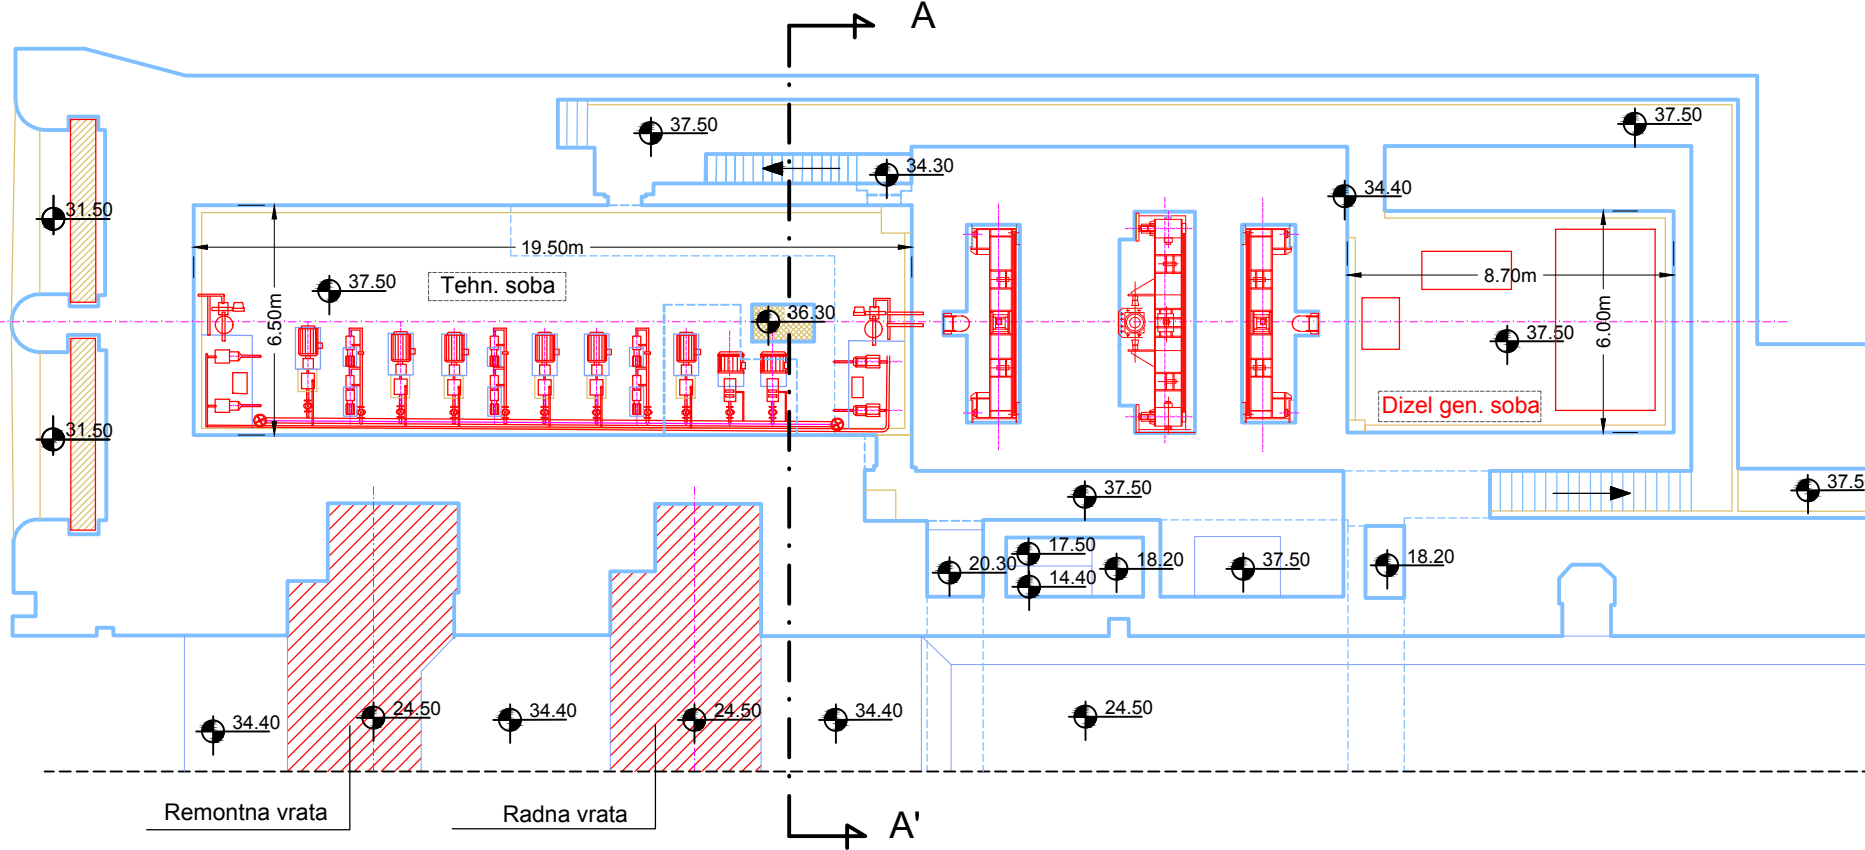 A
37.50
37.50
34.30
34.40
31.50
19.50m
37.50
Tehn. soba
6.50m
36.30
8.70m
6.00m
37.50
Dizel gen. soba
31.50
37.50
37.5
17.50
20.30
18.20
37.50
18.20
14.40
34.40
24.50
34.40
24.50
34.40
24.50
Remontna vrata
Radna vrata
A'